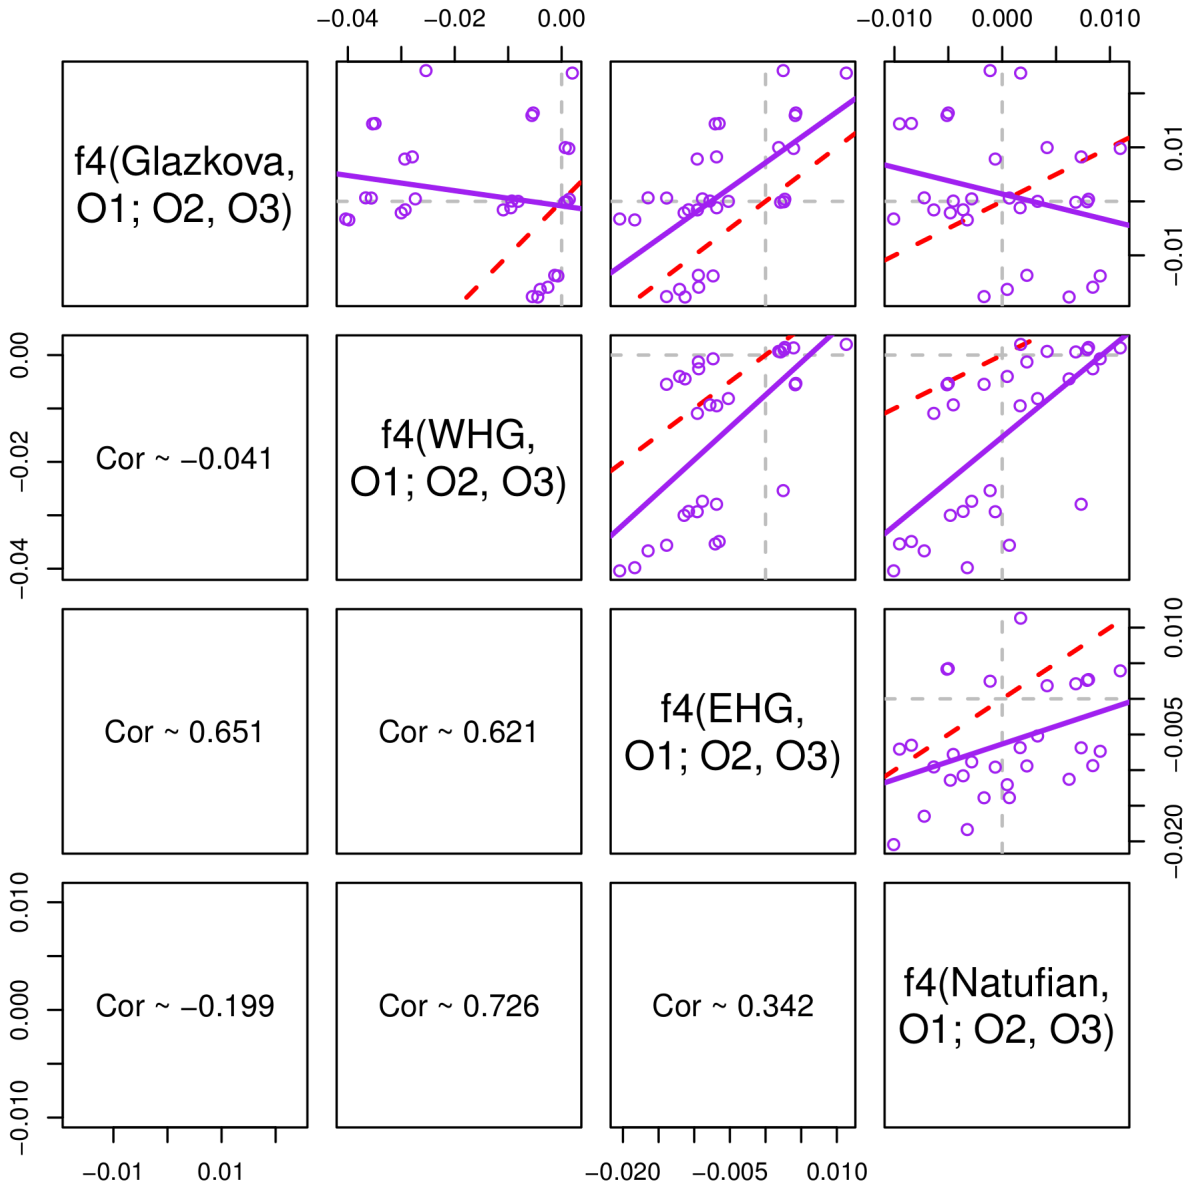 −0.04 −0.02 0.00
−0.010 0.000 0.010
f4(Glazkova,
O1; O2, O3)
0.01
−0.01
0.00
−0.02
−0.04
Cor ~ −0.041
f4(WHG,
O1; O2, O3)
Cor ~ 0.651
Cor ~ 0.621
f4(EHG,
O1; O2, O3)
0.010
−0.005
−0.020
0.010
0.000
−0.010
Cor ~ −0.199
Cor ~ 0.726
Cor ~ 0.342
f4(Natufian,
O1; O2, O3)
−0.01 0.01
−0.020 −0.005 0.010